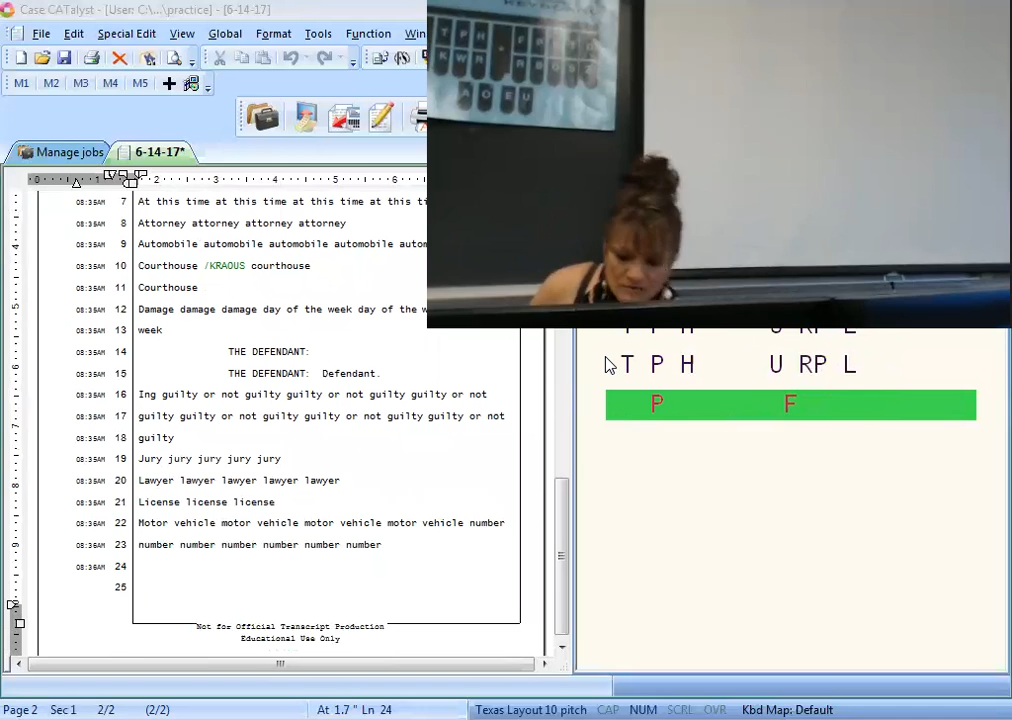 Case CATalyst - [User: C:\...\practice] - [6-14-17]
File Edit Special Edit View Global Format Tools Function Win
M1 M2 M3 M4 M5
Manage jobs 6-14-17*
08:35AM 7 At this time at this time at this time at this ti
08:35AM 8 Attorney attorney attorney attorney
08:35AM 9 Automobile automobile automobile automobile autom
08:35AM 10 Courthouse /KRAOUS courthouse
08:35AM 11 Courthouse
08:35AM 12 Damage damage damage day of the week day of the w
08:35AM 13 week
08:35AM 14 THE DEFENDANT:
08:35AM 15 THE DEFENDANT: Defendant.
08:35AM 16 Ing guilty or not guilty guilty or not guilty guilty or not
08:35AM 17 guilty guilty or not guilty guilty or not guilty guilty or not
08:35AM 18 guilty
08:35AM 19 Jury jury jury jury jury
08:35AM 20 Lawyer lawyer lawyer lawyer lawyer
08:36AM 21 License license license
08:36AM 22 Motor vehicle motor vehicle motor vehicle motor vehicle number
08:36AM 23 number number number number number number
08:36AM 24
25
Not for Official Transcript Production
Educational Use Only
T P H U RP L
P F
T P H * F P L T D
K W R R B G S Z
A O E U
Page 2 Sec 1 2/2 (2/2) At 1.7 " Ln 24 Texas Layout 10 pitch CAP NUM SCRL OVR Kbd Map: Default